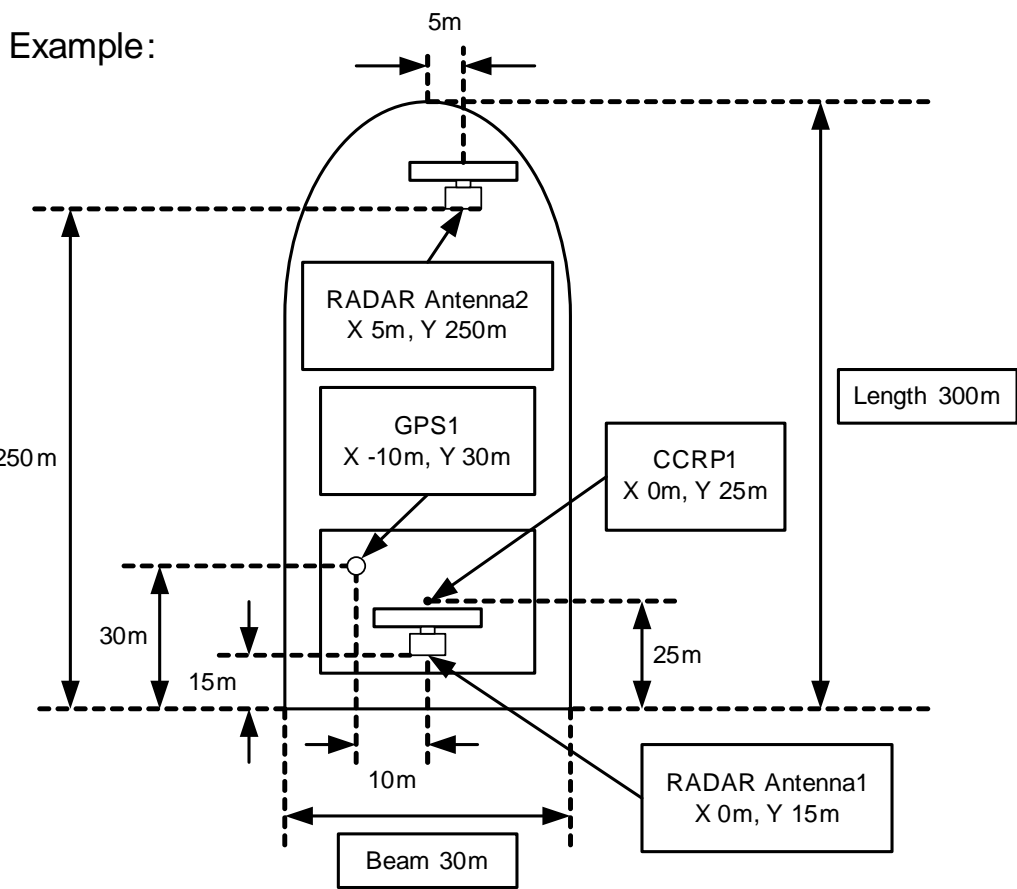 5m
Example:
RADAR Antenna2
X 5m, Y 250m
Length 300m
GPS1
X -10m, Y 30m
250m
CCRP1
X 0m, Y 25m
30m
25m
15m
10m
RADAR Antenna1
X 0m, Y 15m
Beam 30m